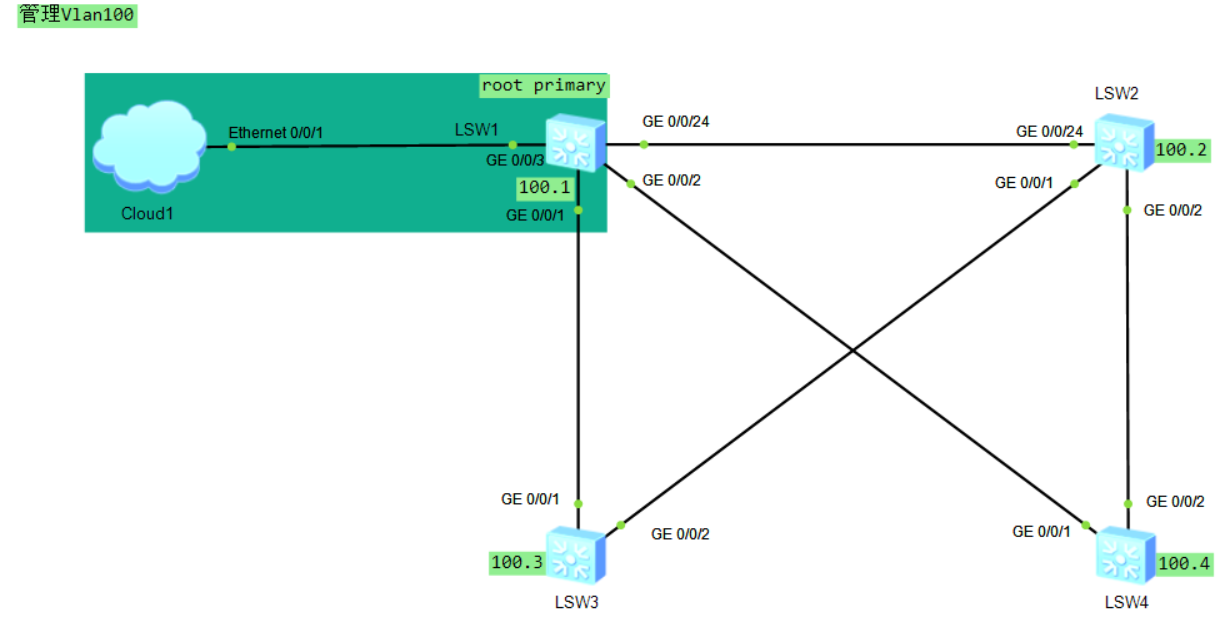 管理Vlan100
root primary
LSW2
Ethernet 0/0/1
LSW1
GE 0/0/24
GE 0/0/24
GE 0/0/3
100.2
100.1
GE 0/0/2
GE 0/0/1
Cloud1
GE 0/0/1
GE 0/0/2
GE 0/0/1
GE 0/0/2
GE 0/0/2
GE 0/0/1
100.3
100.4
LSW3
LSW4